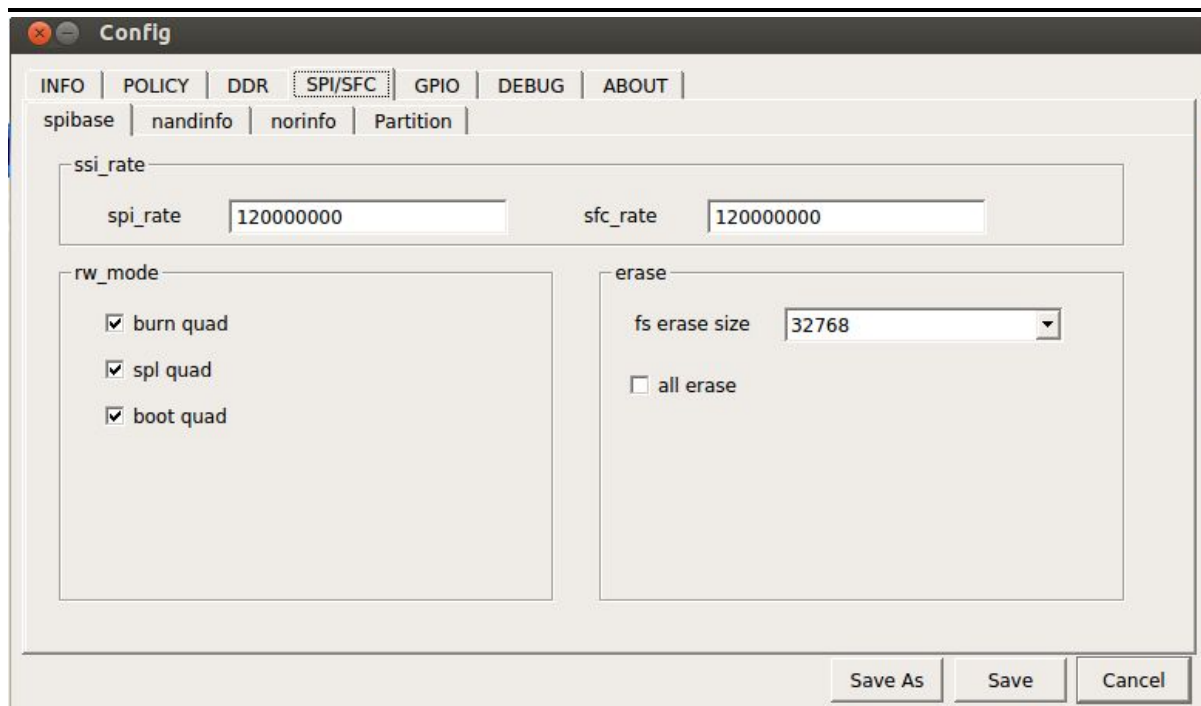 Config
INFO POLICY DDR SPI/SFC GPIO DEBUG ABOUT
spibase nandinfo norinfo Partition
ssi_rate
spi_rate 120000000 sfc_rate 120000000
rw_mode erase
burn quad fs erase size 32768
spl quad
all erase
boot quad
Save As Save Cancel